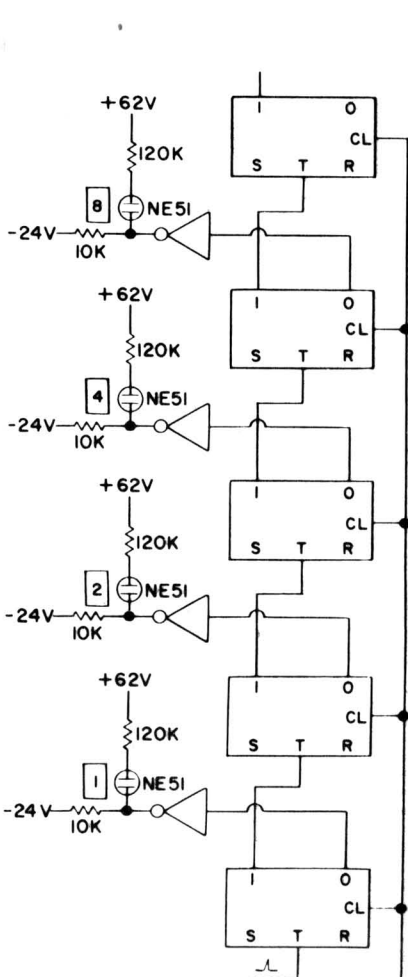 +62V
I O
120K
CL
8 NE51
S T R
-24V
10K
+62V
I O
120K
CL
4 NE51
S T R
-24V
10K
+62V
I O
120K
CL
2 NE51
S T R
-24V
10K
+62V
I O
120K
CL
1 NE51
S T R
-24V
10K
I O
CL
S T R